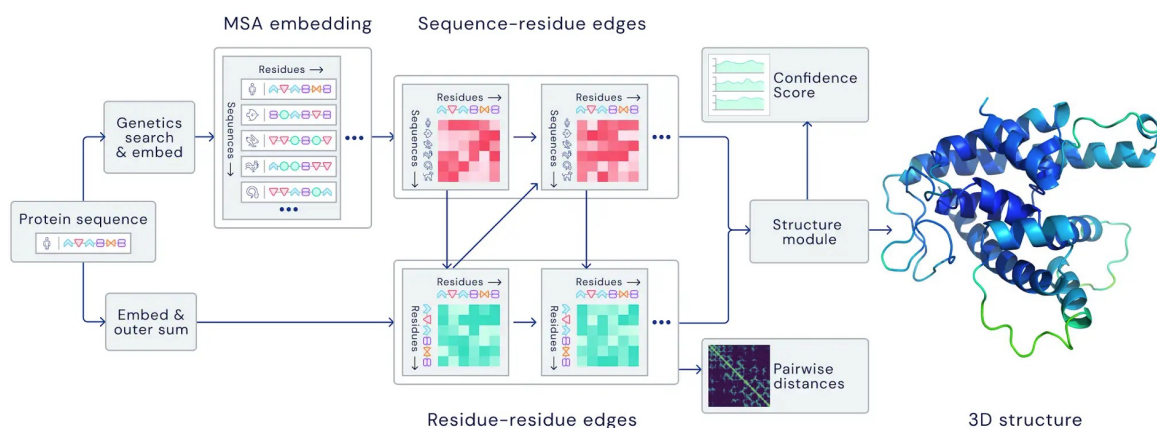 MSA embedding
Sequence-residue edges
Residues →
Sequences →
Genetics
search
& embed
Protein sequence
Embed &
outer sum
Residues →
Sequences →
Residues →
Sequences →
Residues →
Residues →
Residues →
Residues →
Confidence
Score
Structure
module
Pairwise
distances
Residue-residue edges
3D structure